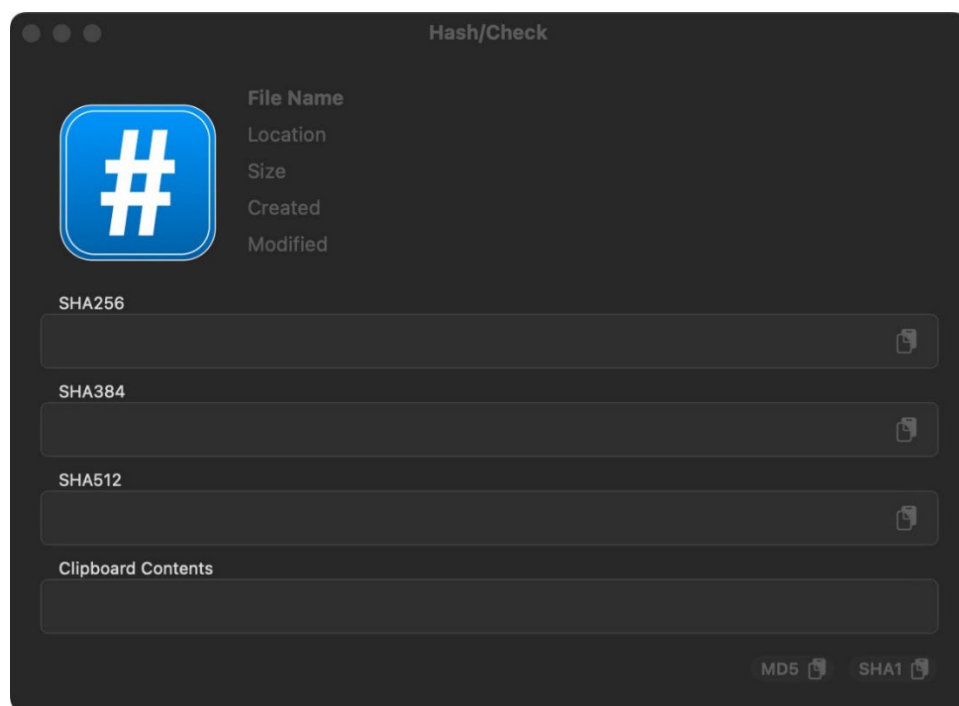 Hash/Check
#
File Name
Location
Size
Created
Modified
SHA256
SHA384
SHA512
Clipboard Contents
MD5 SHA1